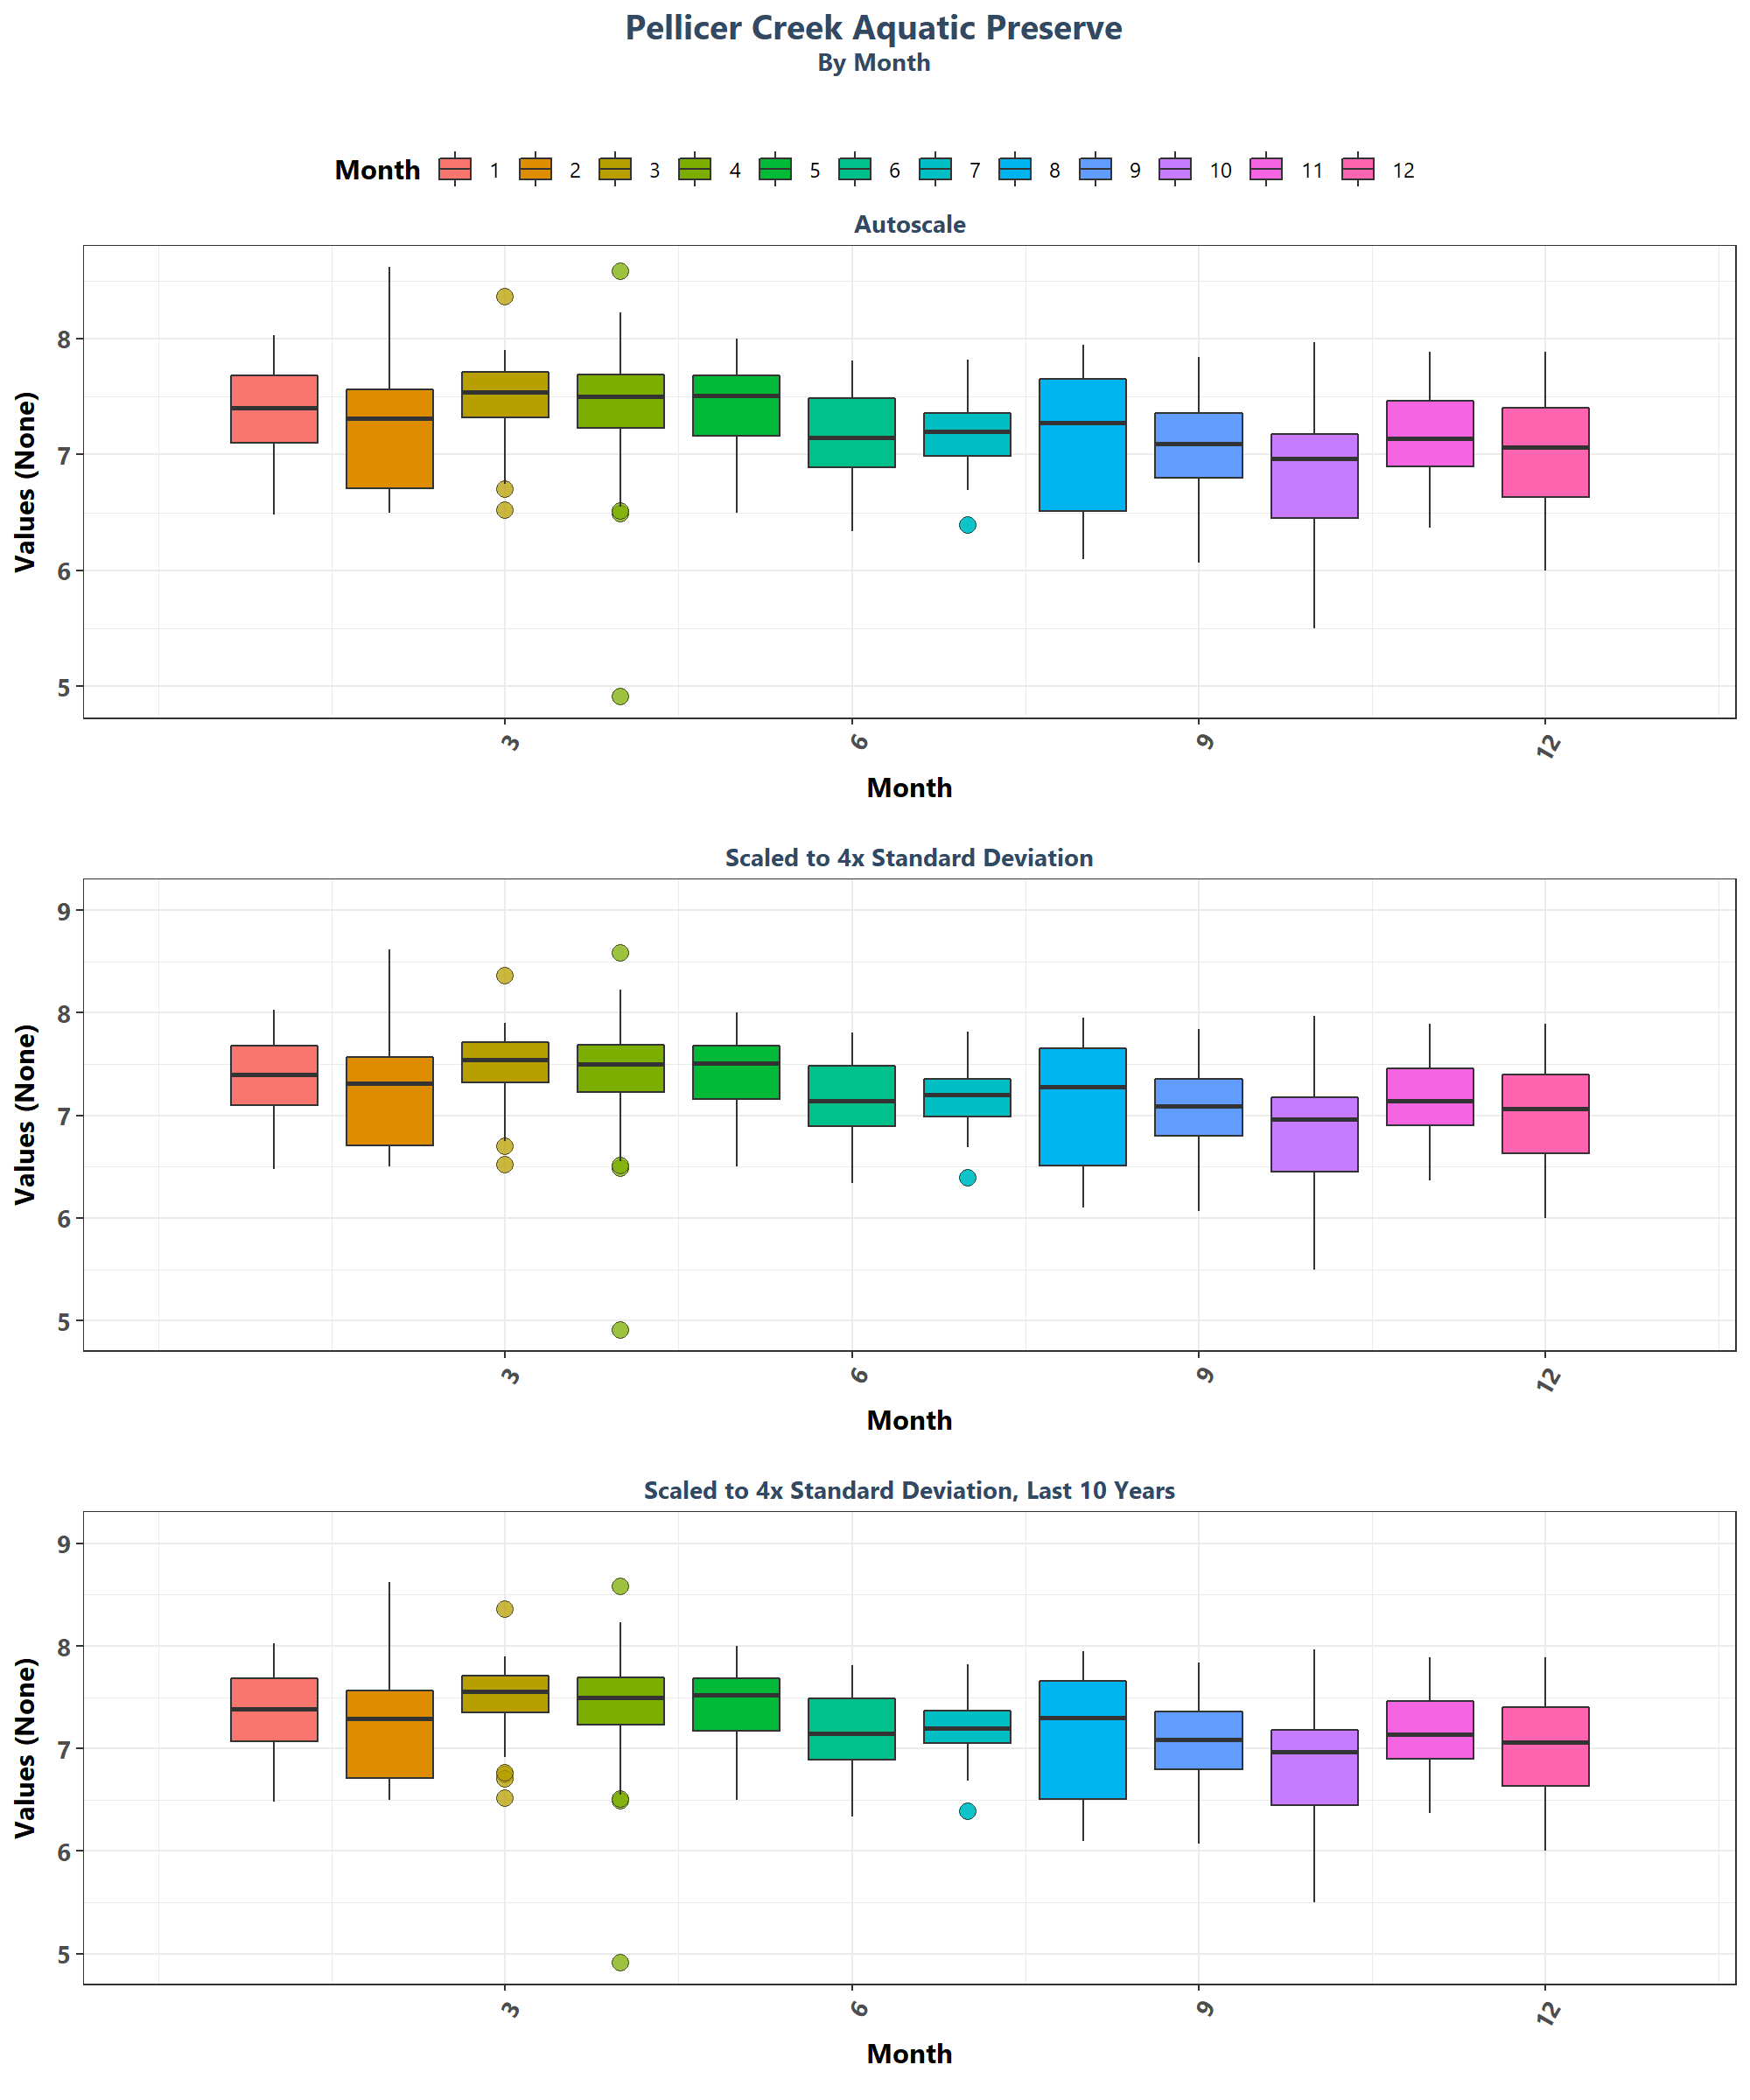 Pellicer Creek Aquatic Preserve
By Month
Month 1 2 3 4 5 6 7 8 9 10 11 12
Autoscale
Values (None)
8
7
6
5
3 6 9 12
Month
Scaled to 4x Standard Deviation
Values (None)
9
8
7
6
5
3 6 9 12
Month
Scaled to 4x Standard Deviation, Last 10 Years
Values (None)
9
8
7
6
5
3 6 9 12
Month